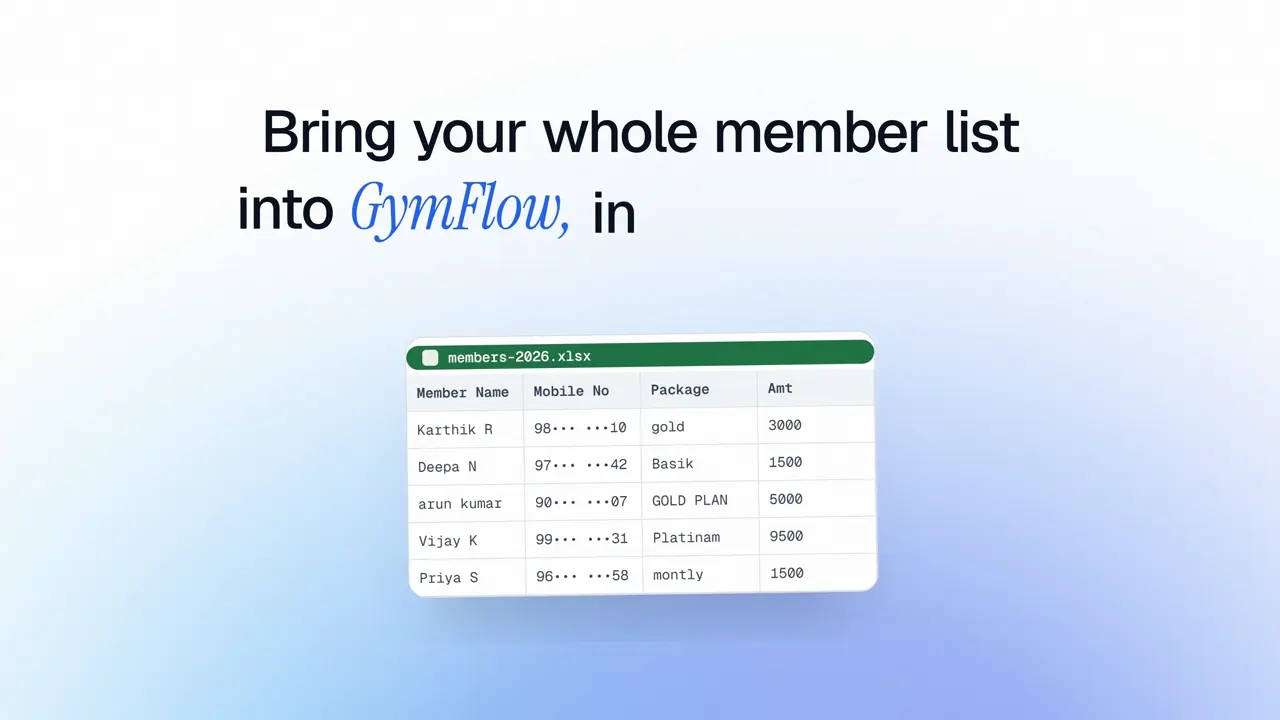 Bring your whole member list
into GymFlow, in
members-2026.xlsx
Member Name Mobile No Package Amt
Karthik R 98••• •••10 gold 3000
Deepa N 97••• •••42 Basik 1500
arun kumar 90••• •••07 GOLD PLAN 5000
Vijay K 99••• •••31 Platinam 9500
Priya S 96••• •••58 montly 1500